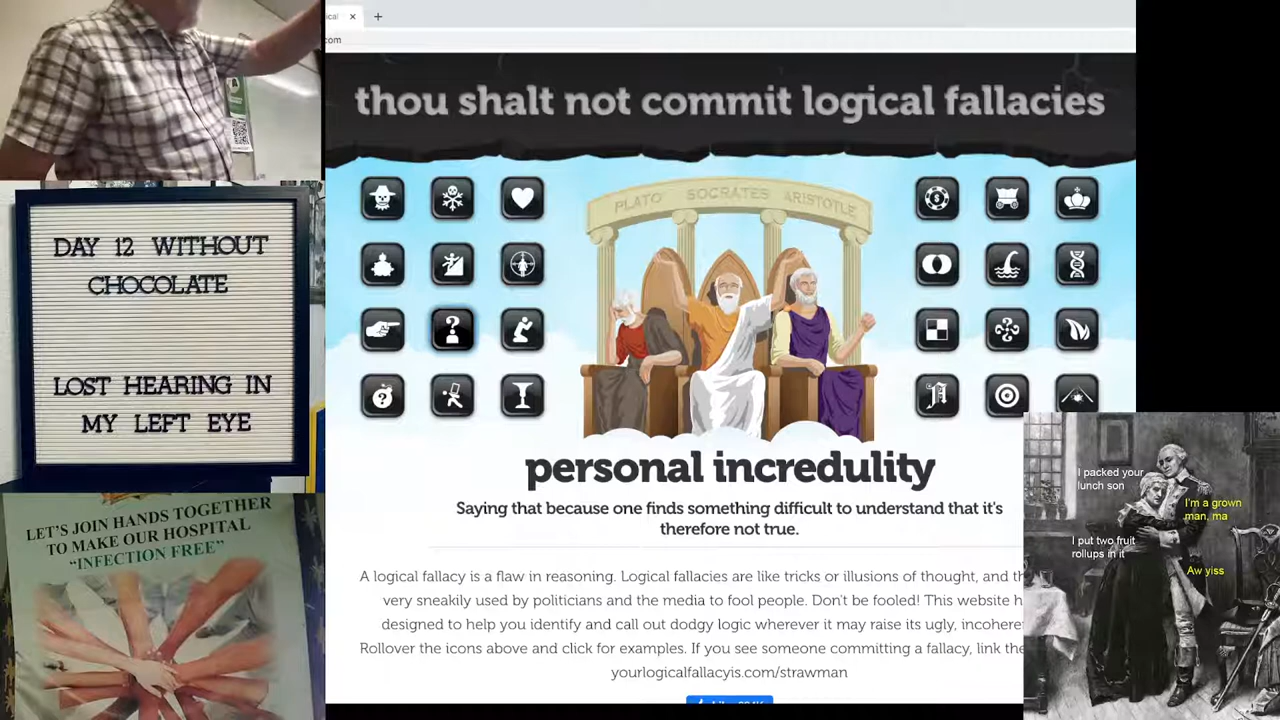 ical
com
thou shalt not commit logical fallacies
PLATO SOCRATES ARISTOTLE
personal incredulity
Saying that because one finds something difficult to understand that it's
therefore not true.
A logical fallacy is a flaw in reasoning. Logical fallacies are like tricks or illusions of thought, and th
very sneakily used by politicians and the media to fool people. Don't be fooled! This website h
designed to help you identify and call out dodgy logic wherever it may raise its ugly, incohere
Rollover the icons above and click for examples. If you see someone committing a fallacy, link the
yourlogicalfallacyis.com/strawman
DAY 12 WITHOUT
CHOCOLATE
LOST HEARING IN
MY LEFT EYE
LET'S JOIN HANDS TOGETHER
TO MAKE OUR HOSPITAL
"INFECTION FREE"
I packed your
lunch son
I'm a grown
man, ma
I put two fruit
rollups in it
Aw yiss